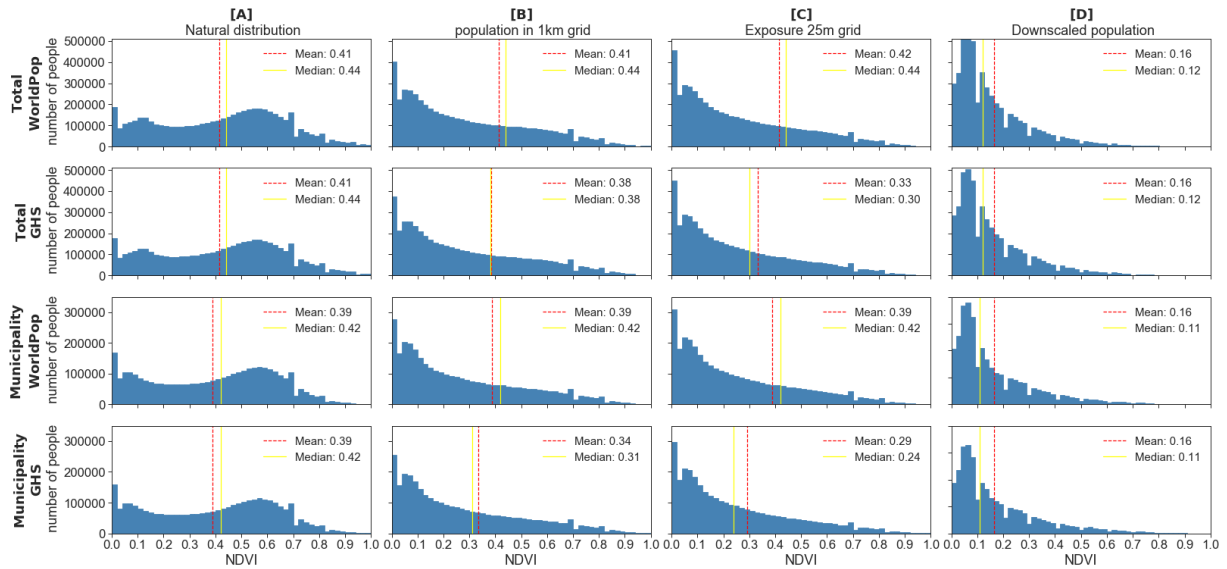 [A] [B] [C] [D]
Natural distribution population in 1km grid Exposure 25m grid Downscaled population
Total
WorldPop
number of people
500000
400000
300000
200000
100000
0
Mean: 0.41
Median: 0.44
Mean: 0.41
Median: 0.44
Mean: 0.42
Median: 0.44
Mean: 0.16
Median: 0.12
Total
GHS
number of people
500000
400000
300000
200000
100000
0
Mean: 0.41
Median: 0.44
Mean: 0.38
Median: 0.38
Mean: 0.33
Median: 0.30
Mean: 0.16
Median: 0.12
Municipality
WorldPop
number of people
300000
200000
100000
0
Mean: 0.39
Median: 0.42
Mean: 0.39
Median: 0.42
Mean: 0.39
Median: 0.42
Mean: 0.16
Median: 0.11
Municipality
GHS
number of people
300000
200000
100000
0
Mean: 0.39
Median: 0.42
Mean: 0.34
Median: 0.31
Mean: 0.29
Median: 0.24
Mean: 0.16
Median: 0.11
0.0 0.1 0.2 0.3 0.4 0.5 0.6 0.7 0.8 0.9 1.0
0.0 0.1 0.2 0.3 0.4 0.5 0.6 0.7 0.8 0.9 1.0
0.0 0.1 0.2 0.3 0.4 0.5 0.6 0.7 0.8 0.9 1.0
0.0 0.1 0.2 0.3 0.4 0.5 0.6 0.7 0.8 0.9 1.0
NDVI NDVI NDVI NDVI